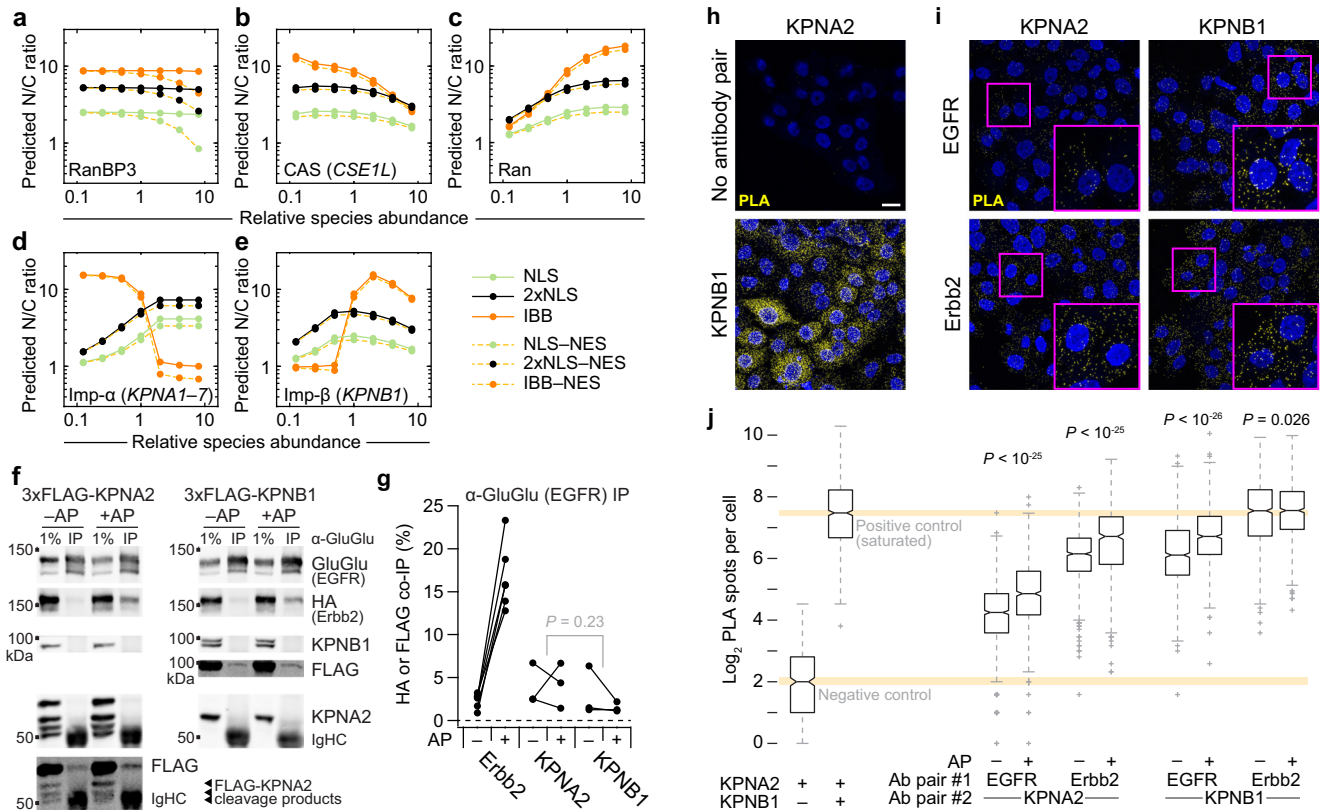 a
b
c
Predicted N/C ratio
10
1
RanBP3
0.1
1
10
Predicted N/C ratio
10
1
CAS (CSE1L)
0.1
1
10
Predicted N/C ratio
10
1
Ran
0.1
1
10
Relative species abundance
d
e
Predicted N/C ratio
10
1
Imp-α (KPNA1–7)
0.1
1
10
Predicted N/C ratio
10
1
Imp-β (KPNB1)
0.1
1
10
Relative species abundance
NLS
2xNLS
IBB
NLS–NES
2xNLS–NES
IBB–NES
f
3xFLAG-KPNA2
3xFLAG-KPNB1
–AP +AP
–AP +AP
1% IP 1% IP
1% IP 1% IP
α-GluGlu
150
150
GluGlu
(EGFR)
150
150
HA
(Erbb2)
100
kDa
100
kDa
KPNB1
FLAG
50
50
KPNA2
IgHC
50
FLAG
IgHC
FLAG-KPNA2
cleavage products
g
α-GluGlu (EGFR) IP
HA or FLAG co-IP (%)
25
20
15
10
5
0
P = 0.23
AP – + – + – +
Erbb2
KPNA2
KPNB1
h
KPNA2
No antibody pair
PLA
KPNB1
i
KPNA2
KPNB1
EGFR
PLA
Erbb2
j
Log2 PLA spots per cell
10
8
6
4
2
0
P < 10-25
P < 10-25
P < 10-26
P = 0.026
Positive control
(saturated)
Negative control
KPNA2 + +
KPNB1 – +
– + – + – + – + AP
Ab pair #1
EGFR Erbb2 EGFR Erbb2
Ab pair #2
KPNA2 KPNB1